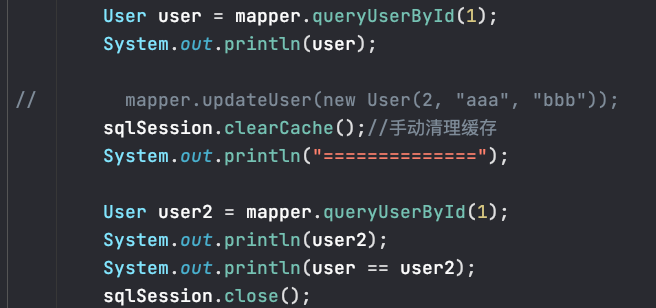 User user = mapper.queryUserById(1);
System.out.println(user);
//        mapper.updateUser(new User(2, "aaa", "bbb"));
sqlSession.clearCache();//手动清理缓存
System.out.println("==============");
User user2 = mapper.queryUserById(1);
System.out.println(user2);
System.out.println(user == user2);
sqlSession.close();